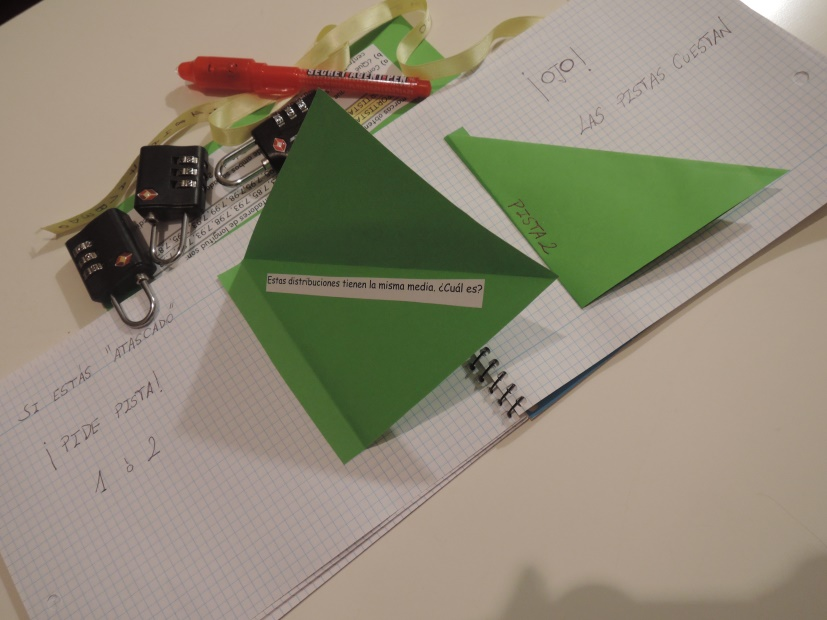 ¡OJO!
LAS PISTAS CUESTAN
SECRET AGENT PEN
PISTA 2
Estas distribuciones tienen la misma media. ¿Cuál es?
SI ESTÁS "ATASCADO"
¡PIDE PISTA!
1 ó 2